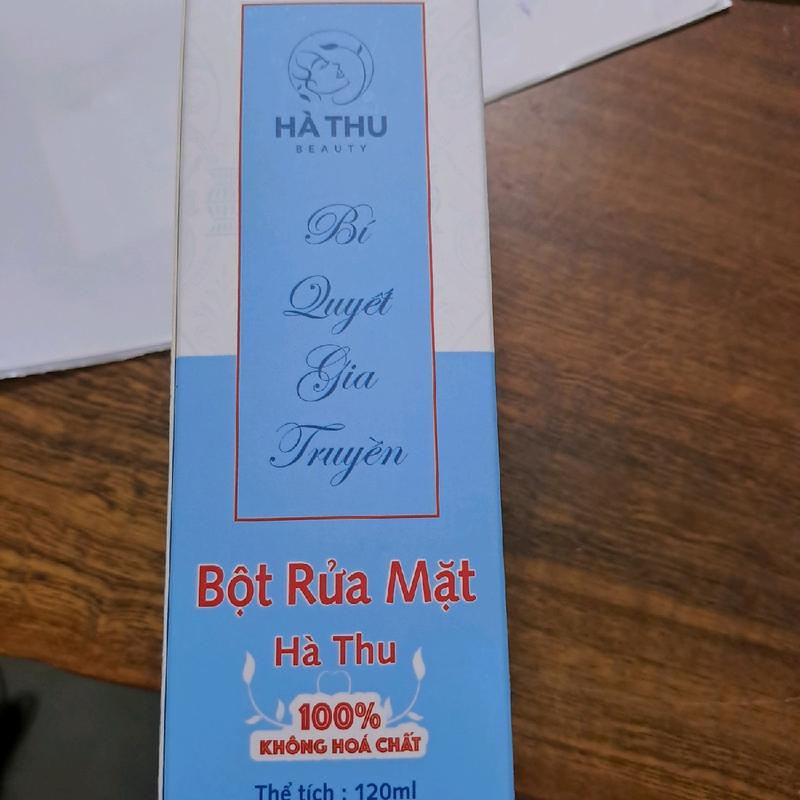 HÀ THU
BEAUTY
Bí
Quyết
Gia
Truyền
Bột Rửa Mặt
Hà Thu
100%
KHÔNG HOÁ CHẤT
Thể tích : 120ml